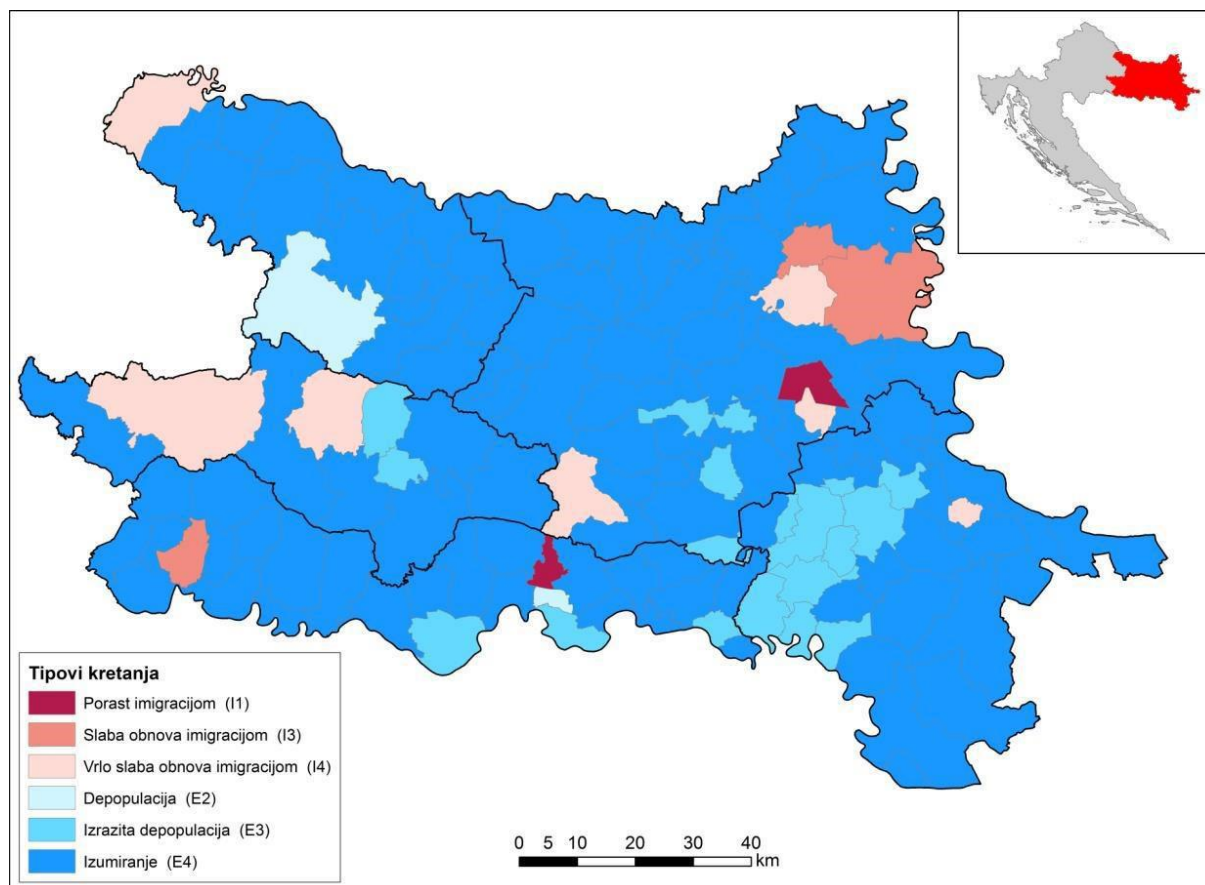 Tipovi kretanja
Porast imigracijom (I1)
Slaba obnova imigracijom (I3)
Vrlo slaba obnova imigracijom (I4)
Depopulacija (E2)
Izrazita depopulacija (E3)
Izumiranje (E4)
0 5 10 20 30 40
km